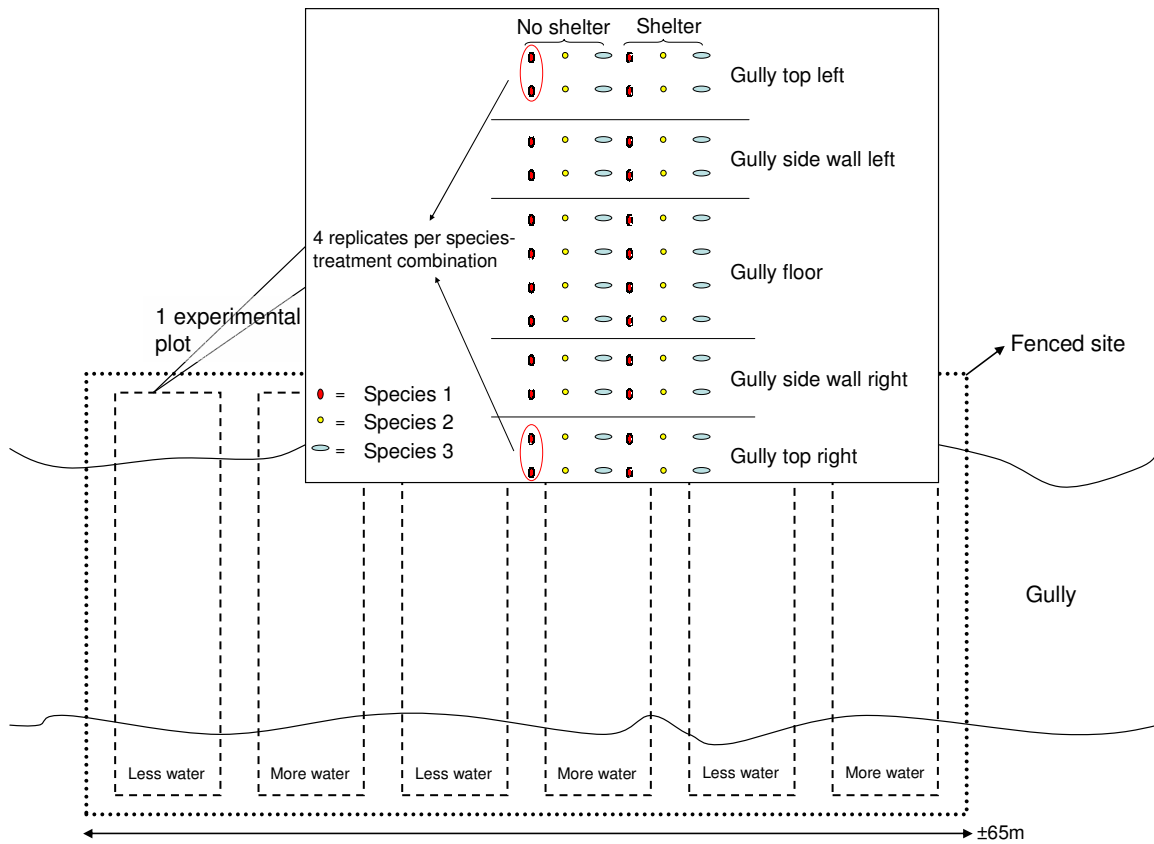 No shelter
Shelter
Gully top left
Gully side wall left
4 replicates per species-
treatment combination
Gully floor
1 experimental
plot
Fenced site
Gully side wall right
= Species 1
= Species 2
= Species 3
Gully top right
Gully
Less water
More water
Less water
More water
Less water
More water
±65m